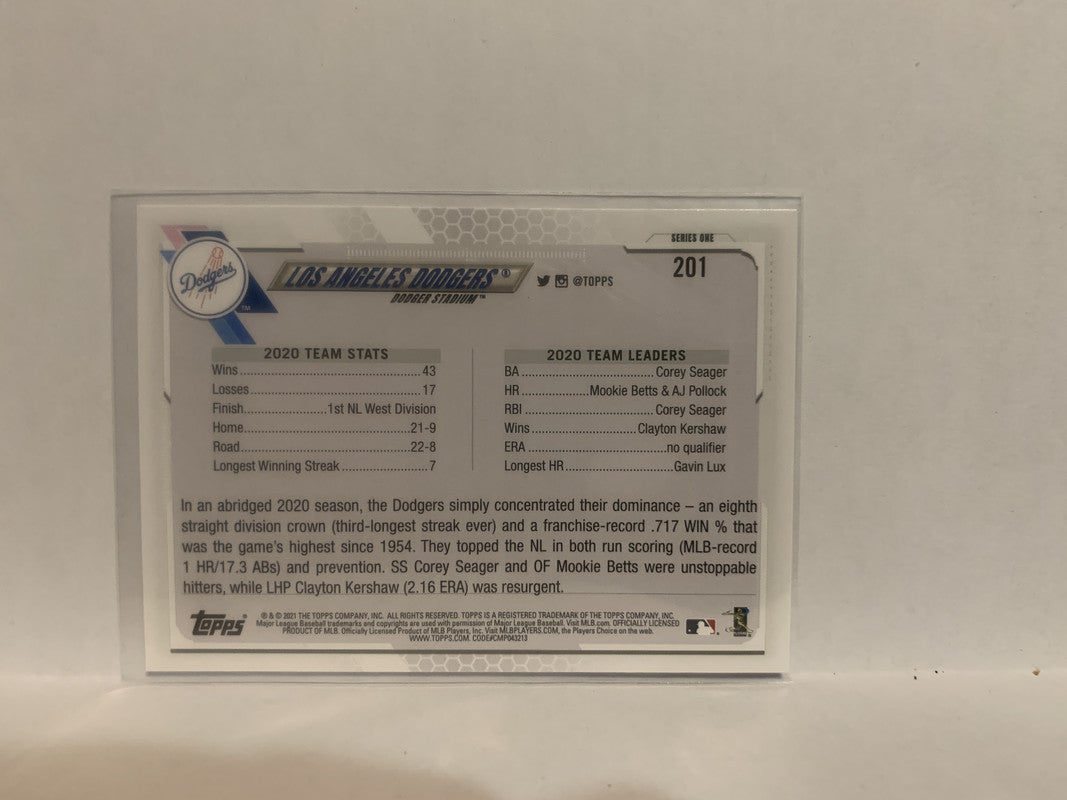 SERIES ONE
201
Dodgers
TM
LOS ANGELES DODGERS®
@TOPPS
DODGER STADIUM™
2020 TEAM STATS
Wins....43
Losses....17
Finish....1st NL West Division
Home....21-9
Road....22-8
Longest Winning Streak....7
2020 TEAM LEADERS
BA....Corey Seager
HR....Mookie Betts & AJ Pollock
RBI....Corey Seager
Wins....Clayton Kershaw
ERA....no qualifier
Longest HR....Gavin Lux
In an abridged 2020 season, the Dodgers simply concentrated their dominance – an eighth
straight division crown (third-longest streak ever) and a franchise-record .717 WIN % that
was the game's highest since 1954. They topped the NL in both run scoring (MLB-record
1 HR/17.3 ABs) and prevention. SS Corey Seager and OF Mookie Betts were unstoppable
hitters, while LHP Clayton Kershaw (2.16 ERA) was resurgent.
Topps
® & © 2021 THE TOPPS COMPANY, INC. ALL RIGHTS RESERVED. TOPPS IS A REGISTERED TRADEMARK OF THE TOPPS COMPANY, INC.
Major League Baseball trademarks and copyrights are used with permission of Major League Baseball. Visit MLB.com. OFFICIALLY LICENSED
PRODUCT OF MLB. Officially Licensed Product of MLB Players, Inc. Visit MLBPLAYERS.COM, the Players Choice on the web.
WWW.TOPPS.COM. CODE#CMP043213